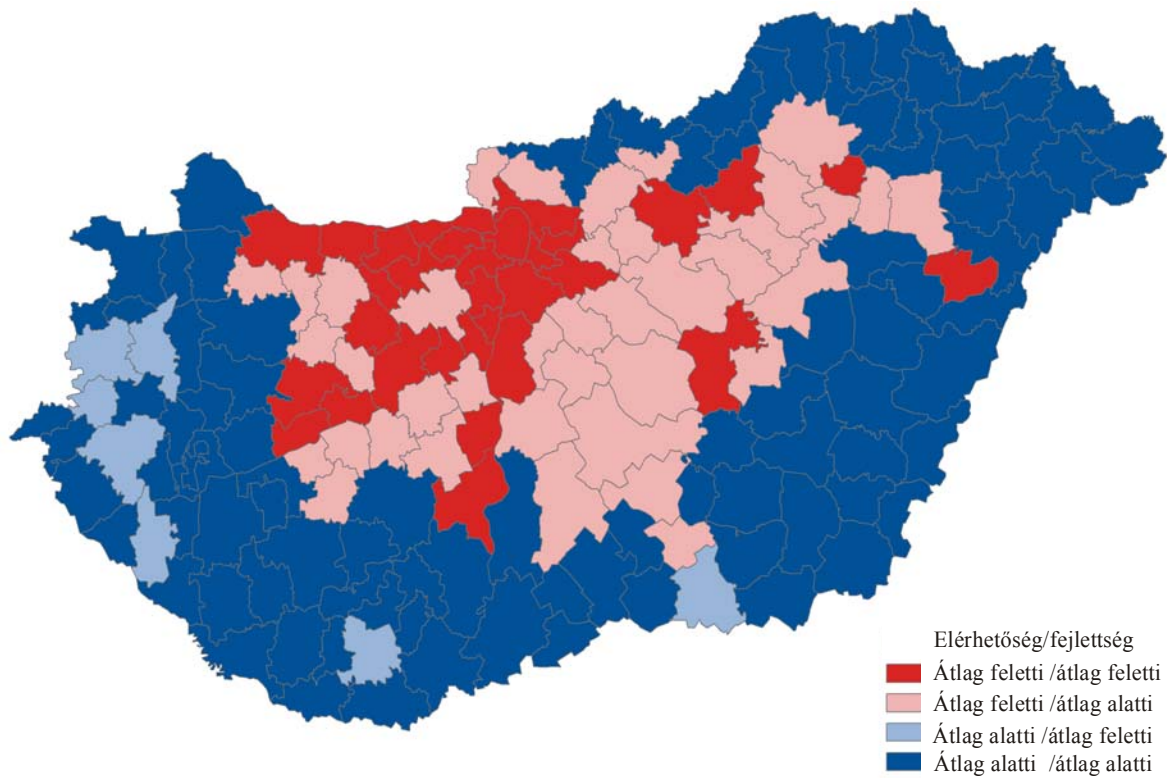 Elérhetőség/fejlettség
Átlag feletti /átlag feletti
Átlag feletti /átlag alatti
Átlag alatti /átlag feletti
Átlag alatti /átlag alatti